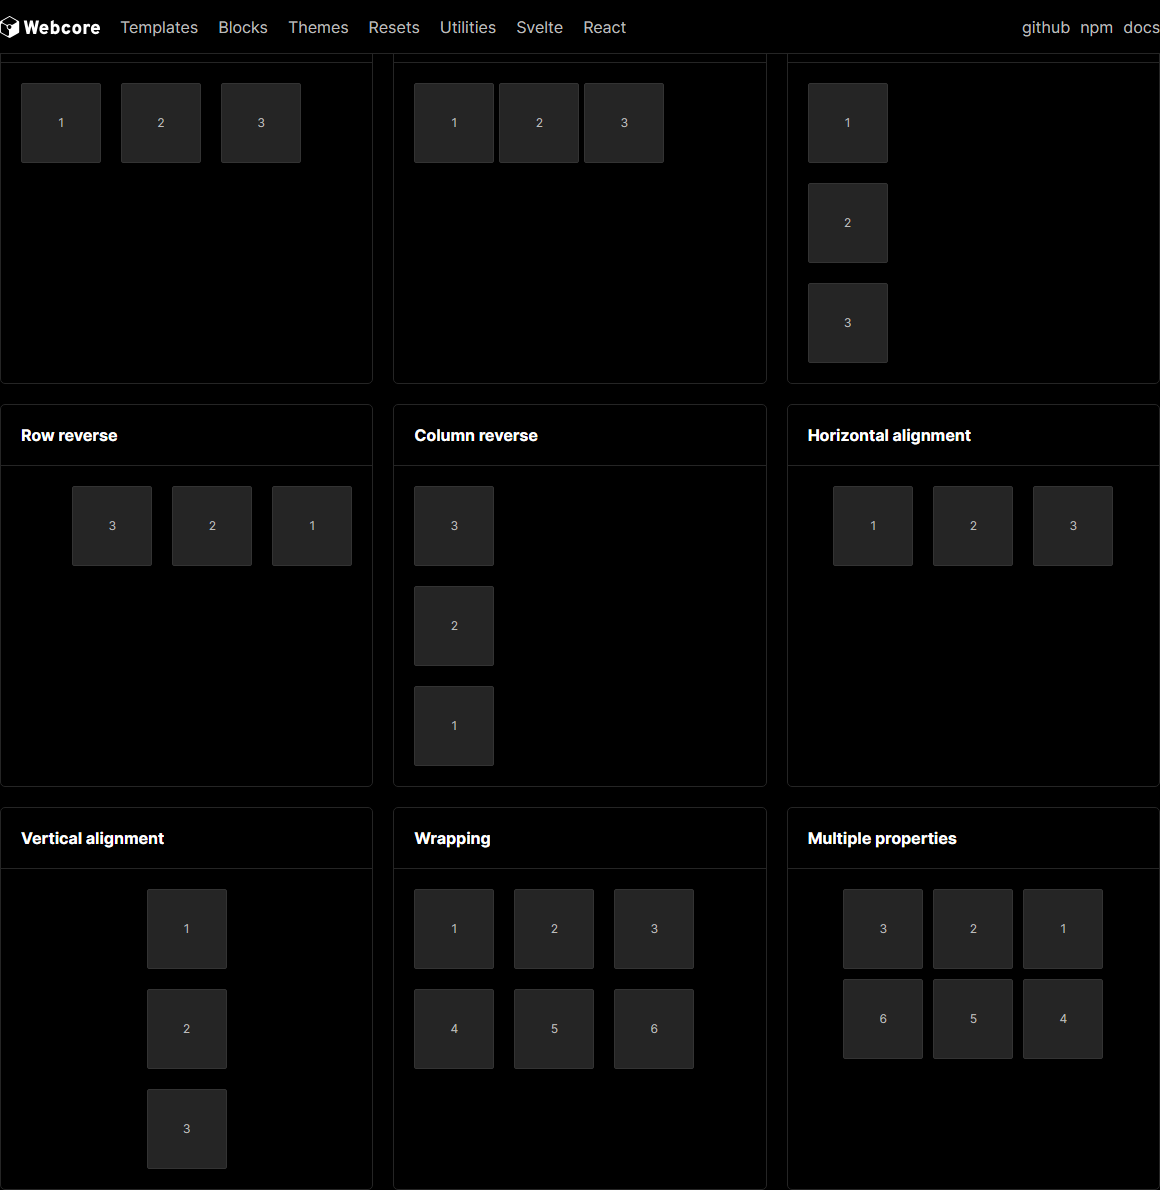 Webcore Templates Blocks Themes Resets Utilities Svelte React github npm docs
1 2 3
1 2 3
1
2
3
Row reverse
3 2 1
Column reverse
3
2
1
Horizontal alignment
1 2 3
Vertical alignment
1
2
3
Wrapping
1 2 3
4 5 6
Multiple properties
3 2 1
6 5 4